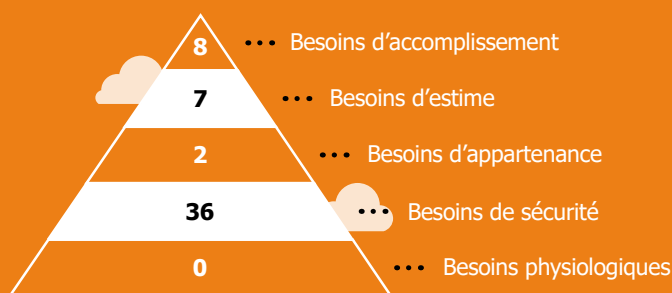 8 ••• Besoins d’accomplissement
7 ••• Besoins d’estime
2 ••• Besoins d’appartenance
36 ••• Besoins de sécurité
0 ••• Besoins physiologiques